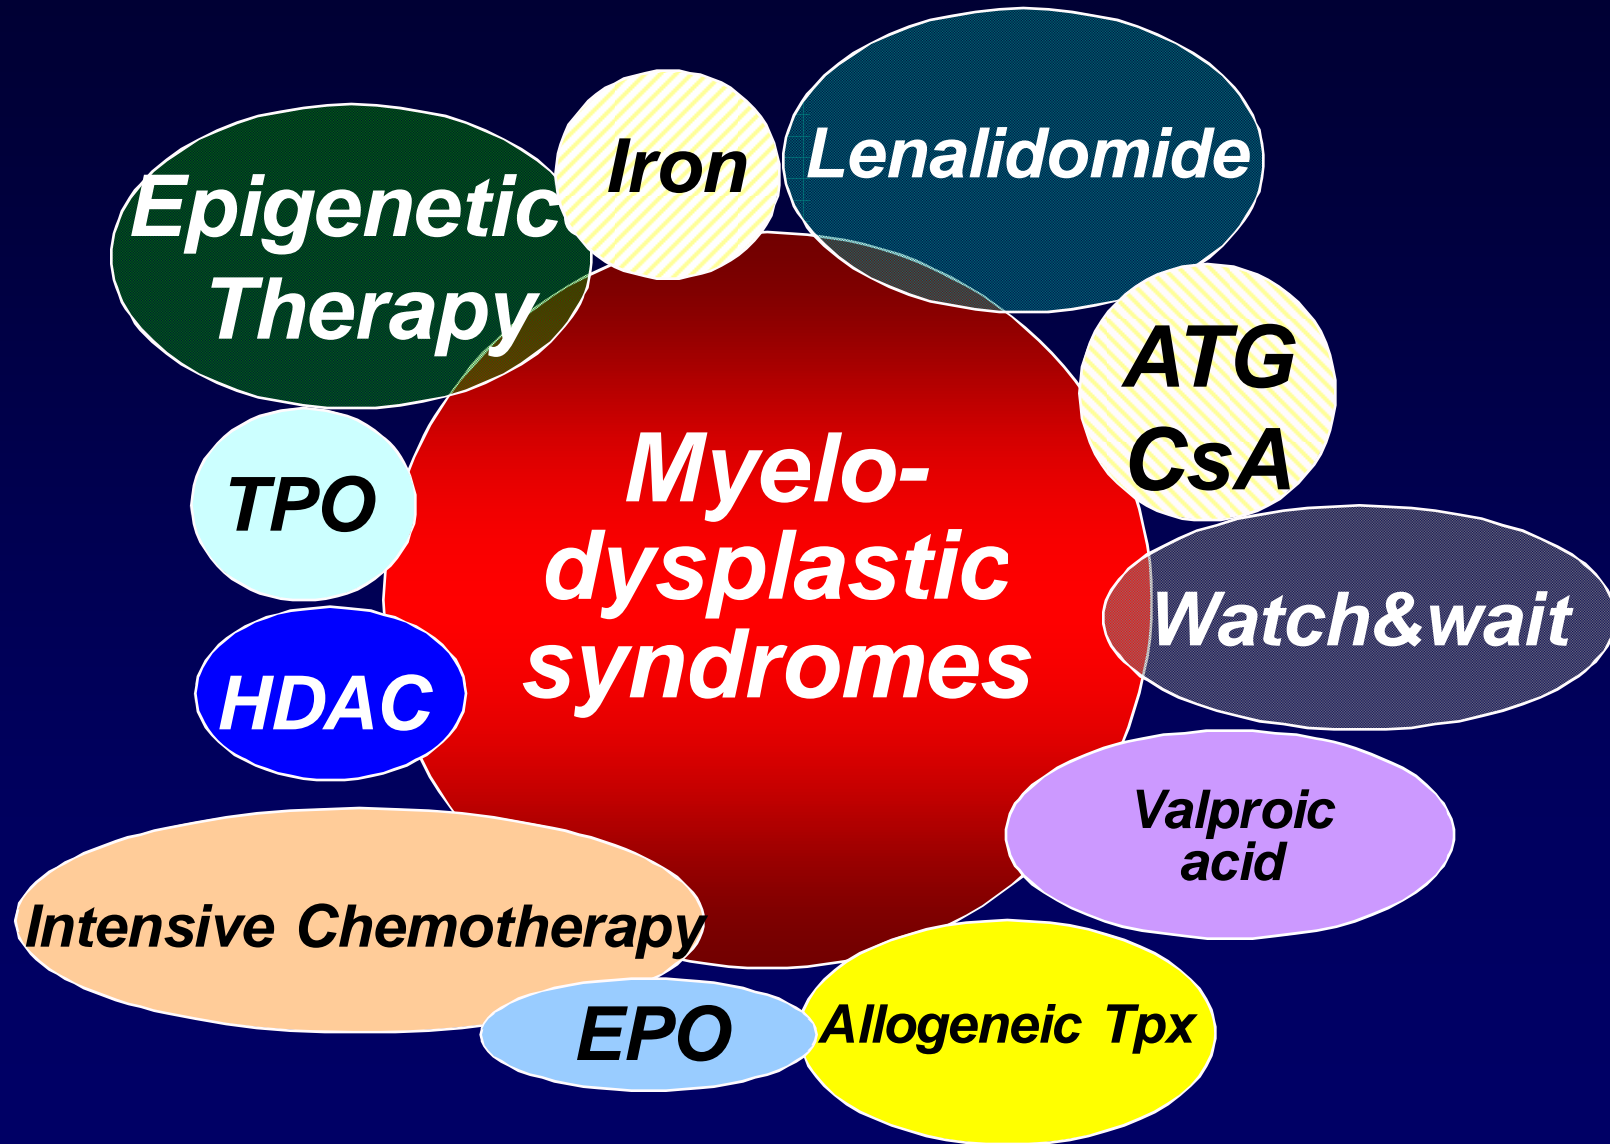 Iron
Lenalidomide
Epigenetic
Therapy
ATG
CsA
TPO
Myelo-
dysplastic
syndromes
Watch&wait
HDAC
Valproic
acid
Intensive Chemotherapy
EPO
Allogeneic Tpx